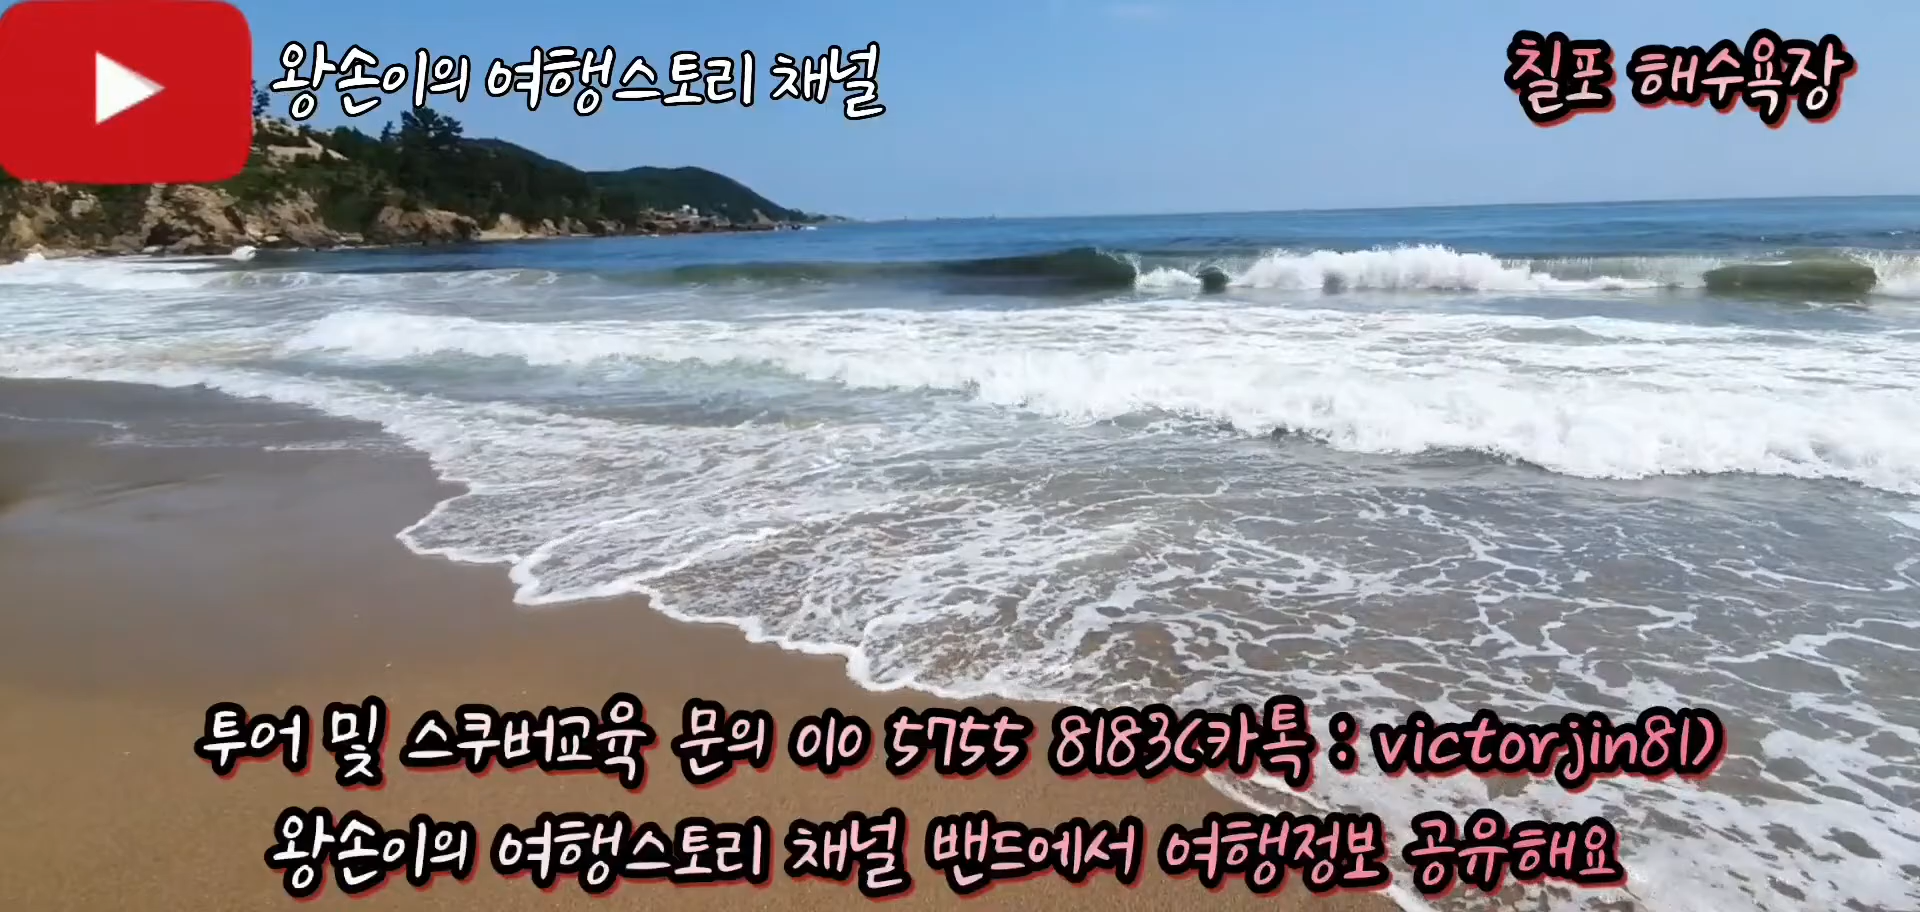 왕손이의 여행스토리 채널
칠포 해수욕장
투어 및 스쿠버교육 문의 010 5755 8183(카톡 : victorjin81)
왕손이의 여행스토리 채널 밴드에서 여행정보 공유해요